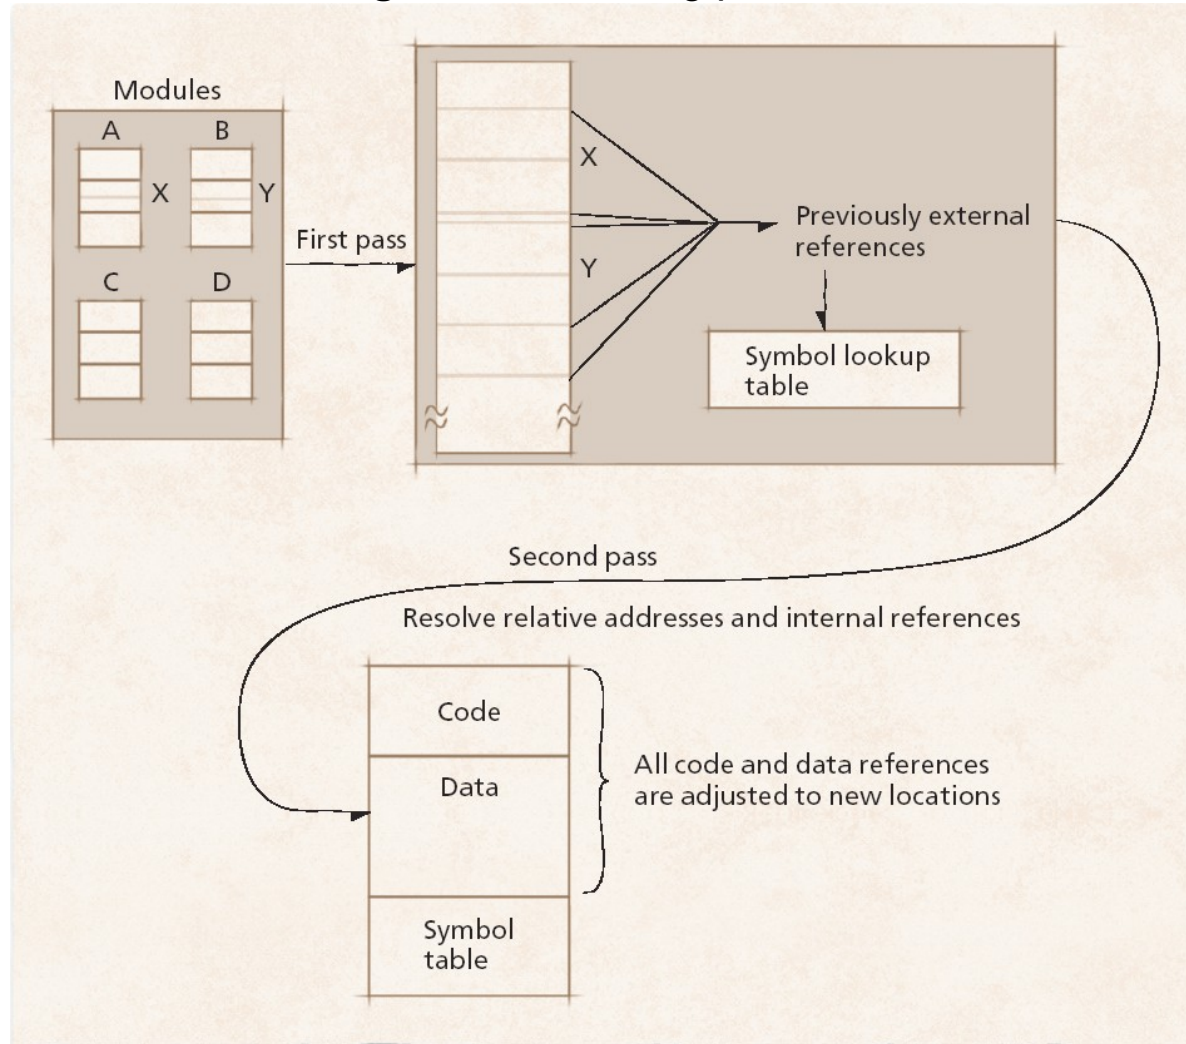 Modules
A
B
X
Y
C
D
First pass
X
Y
Previously external
references
Symbol lookup
table
Second pass
Resolve relative addresses and internal references
Code
Data
All code and data references
are adjusted to new locations
Symbol
table